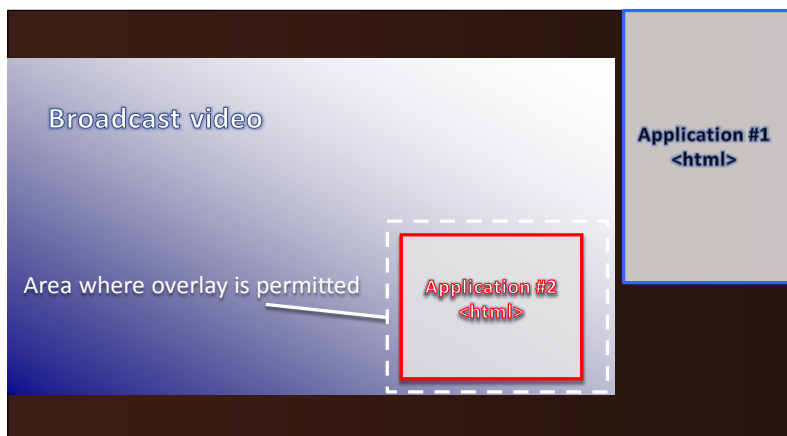 Broadcast video
Application #1
<html>
Area where overlay is permitted
Application #2
<html>